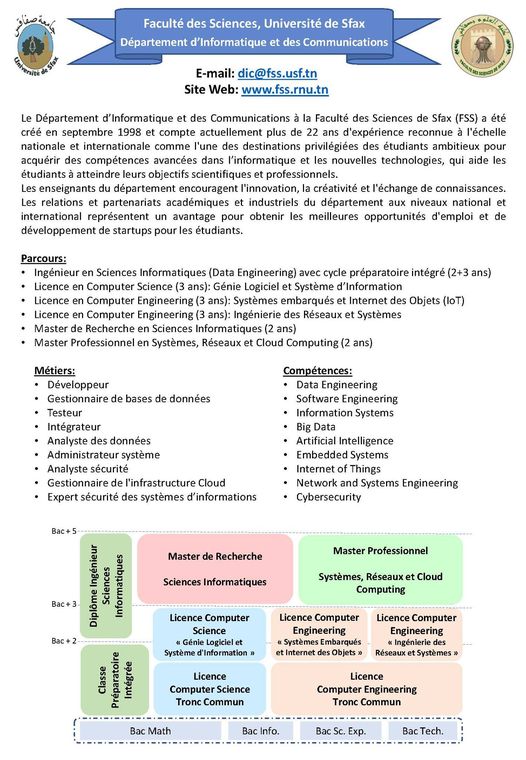 جامعة صفاقس
Université de Sfax
Faculté des Sciences, Université de Sfax
Département d'Informatique et des Communications
كلية العلوم بصفاقس
FACULTE DES SCIENCES DE SFAX
E-mail: dic@fss.usf.tn
Site Web: www.fss.rnu.tn
Le Département d'Informatique et des Communications à la Faculté des Sciences de Sfax (FSS) a été
créé en septembre 1998 et compte actuellement plus de 22 ans d'expérience reconnue à l'échelle
nationale et internationale comme l'une des destinations privilégiées des étudiants ambitieux pour
acquérir des compétences avancées dans l'informatique et les nouvelles technologies, qui aide les
étudiants à atteindre leurs objectifs scientifiques et professionnels.
Les enseignants du département encouragent l'innovation, la créativité et l'échange de connaissances.
Les relations et partenariats académiques et industriels du département aux niveaux national et
international représentent un avantage pour obtenir les meilleures opportunités d'emploi et de
développement de startups pour les étudiants.
Parcours:
• Ingénieur en Sciences Informatiques (Data Engineering) avec cycle préparatoire intégré (2+3 ans)
• Licence en Computer Science (3 ans): Génie Logiciel et Système d'Information
• Licence en Computer Engineering (3 ans): Systèmes embarqués et Internet des Objets (IoT)
• Licence en Computer Engineering (3 ans): Ingénierie des Réseaux et Systèmes
• Master de Recherche en Sciences Informatiques (2 ans)
• Master Professionnel en Systèmes, Réseaux et Cloud Computing (2 ans)
Métiers:
• Développeur
• Gestionnaire de bases de données
• Testeur
• Intégrateur
• Analyste des données
• Administrateur système
• Analyste sécurité
• Gestionnaire de l'infrastructure Cloud
• Expert sécurité des systèmes d'informations
Compétences:
• Data Engineering
• Software Engineering
• Information Systems
• Big Data
• Artificial Intelligence
• Embedded Systems
• Internet of Things
• Network and Systems Engineering
• Cybersecurity
Bac + 5
Diplôme Ingénieur
Sciences
Informatiques
Master de Recherche
Sciences Informatiques
Master Professionnel
Systèmes, Réseaux et Cloud
Computing
Bac + 3
Licence Computer
Science
« Génie Logiciel et
Système d'Information »
Licence Computer
Engineering
« Systèmes Embarqués
et Internet des Objets »
Licence Computer
Engineering
« Ingénierie des
Réseaux et Systèmes »
Bac + 2
Classe
Préparatoire
Intégrée
Licence
Computer Science
Tronc Commun
Licence
Computer Engineering
Tronc Commun
Bac Math
Bac Info.
Bac Sc. Exp.
Bac Tech.